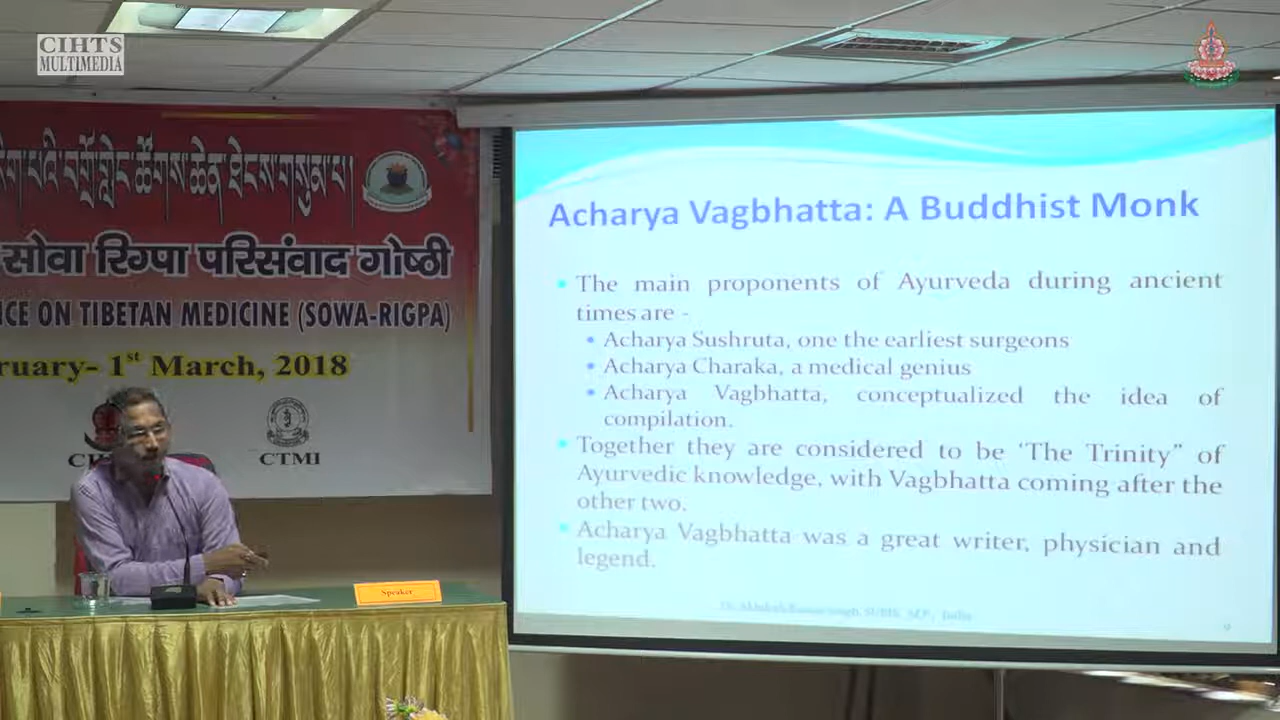 CIHTS
MULTIMEDIA
སོवा रिग्पा परिसंवाद गोष्ठी
CE ON TIBETAN MEDICINE (SOWA-RIGPA)
ruary- 1st March, 2018
CTMI
Speaker
Acharya Vagbhatta: A Buddhist Monk
The main proponents of Ayurveda during ancient
times are -
Acharya Sushruta, one the earliest surgeons
Acharya Charaka, a medical genius
Acharya Vagbhatta, conceptualized the idea of
compilation.
Together they are considered to be ‘The Trinity” of
Ayurvedic knowledge, with Vagbhatta coming after the
other two.
Acharya Vagbhatta was a great writer, physician and
legend.
9